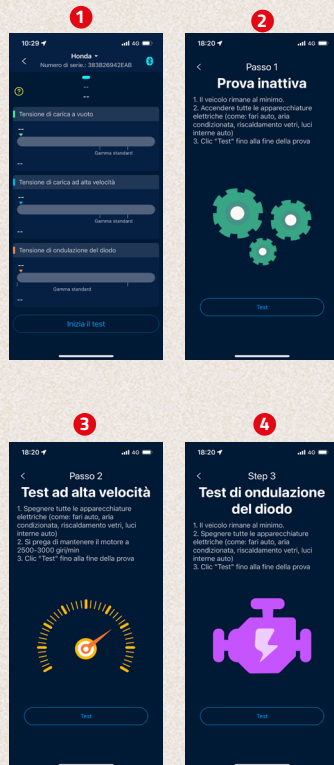 1
10:29
4G
Honda
Numero di serie.: 383B26942EAB
--
--
Tensione di carica a vuoto
--
Gamma standard
--
Tensione di carica ad alta velocità
--
Gamma standard
--
Tensione di ondulazione del diodo
--
Gamma standard
--
Inizia il test
2
18:20
4G
Passo 1
Prova inattiva
1. Il veicolo rimane al minimo.
2. Accendere tutte le apparecchiature
elettriche (come: fari auto, aria
condizionata, riscaldamento vetri, luci
interne auto)
3. Clic "Test" fino alla fine della prova
Test
3
18:20
4G
Passo 2
Test ad alta velocità
1. Spegnere tutte le apparecchiature
elettriche (come: fari auto, aria
condizionata, riscaldamento vetri, luci
interne auto)
2. Si prega di mantenere il motore a
2500-3000 giri/min
3. Clic "Test" fino alla fine della prova
Test
4
18:20
4G
Step 3
Test di ondulazione
del diodo
1. Il veicolo rimane al minimo.
2. Spegnere tutte le apparecchiature
elettriche (come: fari auto, aria
condizionata, riscaldamento vetri, luci
interne auto)
3. Clic "Test" fino alla fine della prova
Test